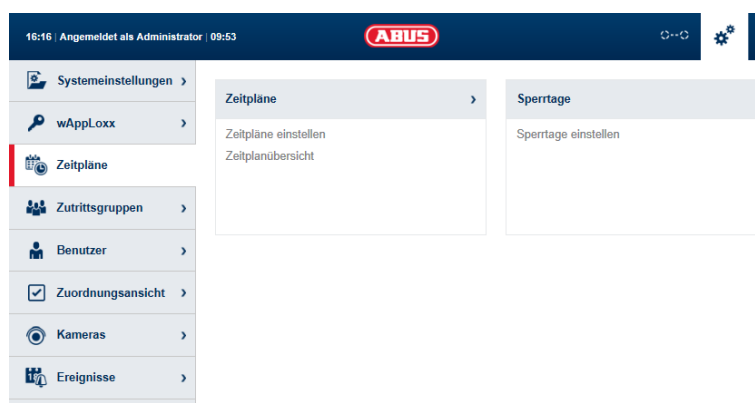 16:16 | Angemeldet als Administrator | 09:53
ABUS
Systemeinstellungen
wAppLoxx
Zeitpläne
Zutrittsgruppen
Benutzer
Zuordnungsansicht
Kameras
Ereignisse
Zeitpläne
Zeitpläne einstellen
Zeitplanübersicht
Sperrtage
Sperrtage einstellen